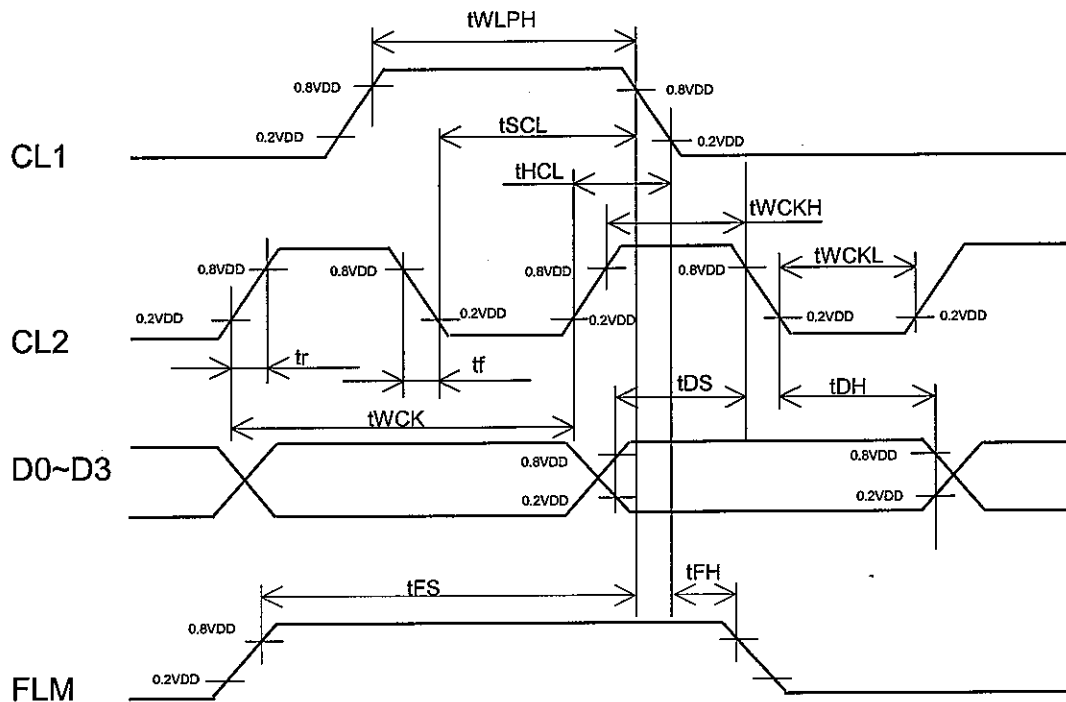 tWLPH
0.8VDD
0.8VDD
0.2VDD
tSCL
0.2VDD
CL1
tHCL
tWCKH
0.8VDD
0.8VDD
0.8VDD
0.8VDD
tWCKL
0.2VDD
0.2VDD
0.2VDD
0.2VDD
0.2VDD
CL2
tr
tf
tDS
tDH
tWCK
D0~D3
0.8VDD
0.8VDD
0.2VDD
0.2VDD
tFS
tFH
0.8VDD
0.2VDD
FLM